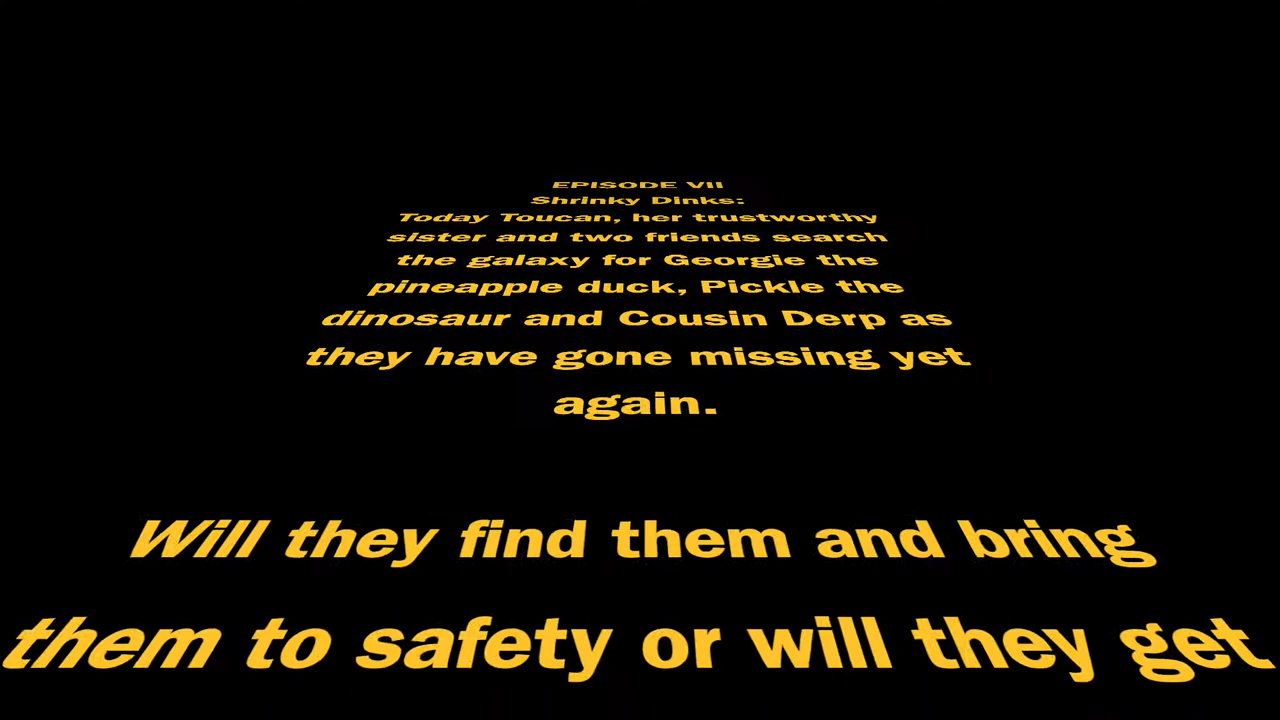 EPISODE VII
Shrinky Dinks:
Today Toucan, her trustworthy
sister and two friends search
the galaxy for Georgie the
pineapple duck, Pickle the
dinosaur and Cousin Derp as
they have gone missing yet
again.
Will they find them and bring
them to safety or will they get